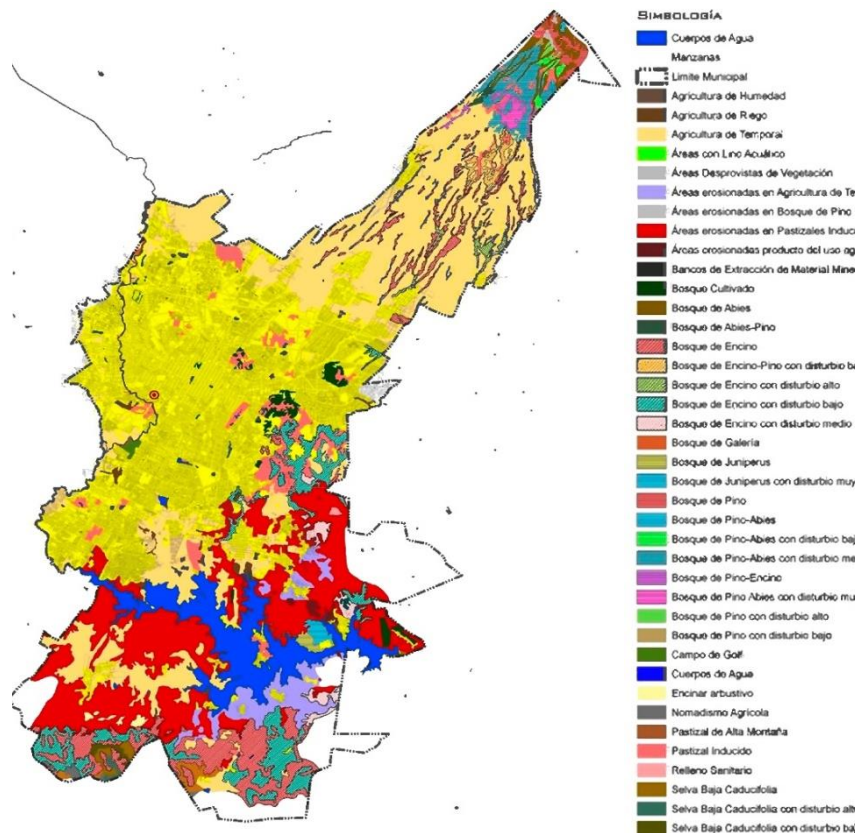 SIMBOLOGÍA
Cuerpos de Agua
Manzanas
Limite Municipal
Agricultura de Humedad
Agricultura de Riego
Agricultura de Temporal
Áreas con Lirio Acuático
Áreas Desprovistas de Vegetación
Áreas erosionadas en Agricultura de Te
Áreas erosionadas en Bosque de Pino
Áreas erosionadas en Pastizales Induci
Áreas erosionadas producto del uso ag
Bancos de Extracción de Material Mine
Bosque Cultivado
Bosque de Abies
Bosque de Abies-Pino
Bosque de Encino
Bosque de Encino-Pino con disturbio ba
Bosque de Encino con disturbio alto
Bosque de Encino con disturbio bajo
Bosque de Encino con disturbio medio
Bosque de Galería
Bosque de Juniperus
Bosque de Juniperus con disturbio muy
Bosque de Pino
Bosque de Pino-Abies
Bosque de Pino-Abies con disturbio baj
Bosque de Pino-Abies con disturbio me
Bosque de Pino-Encino
Bosque de Pino Abies con disturbio mu
Bosque de Pino con disturbio alto
Bosque de Pino con disturbio bajo
Campo de Golf
Cuerpos de Agua
Encinar arbustivo
Nomadismo Agrícola
Pastizal de Alta Montaña
Pastizal Inducido
Relleno Sanitario
Selva Baja Caducifolia
Selva Baja Caducifolia con disturbio alto
Selva Baja Caducifolia con disturbio baj